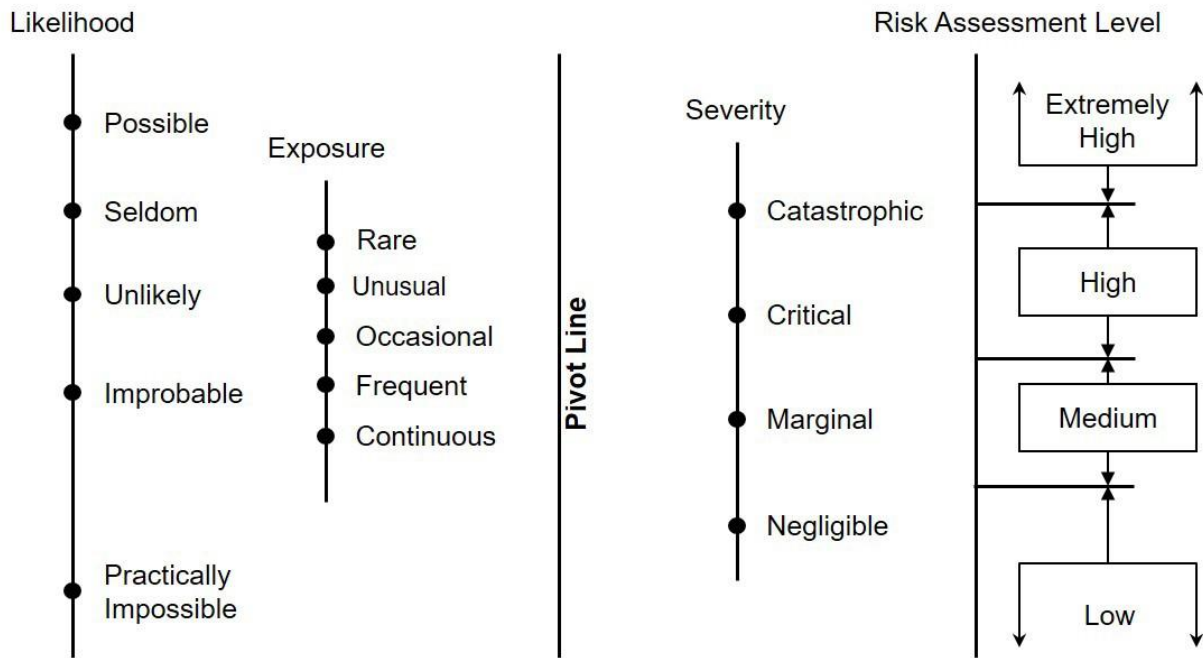 Likelihood
Possible
Seldom
Unlikely
Improbable
Practically
Impossible
Exposure
Rare
Unusual
Occasional
Frequent
Continuous
Pivot Line
Severity
Catastrophic
Critical
Marginal
Negligible
Risk Assessment Level
Extremely
High
High
Medium
Low